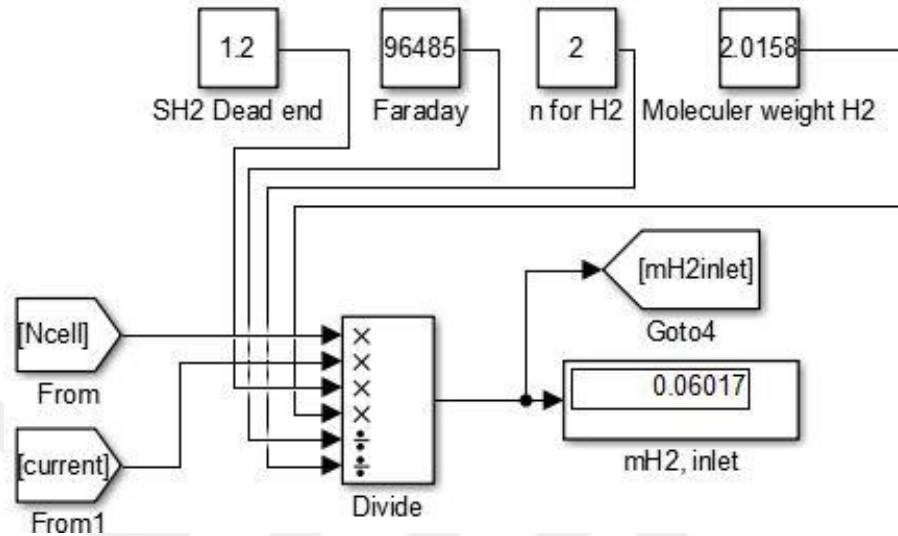 1.2
96485
2
2.0158
SH2 Dead end
Faraday
n for H2
Moleculer weight H2
[mH2inlet]
Goto4
[Ncell]
From
×
×
×
×
÷
÷
0.06017
mH2, inlet
[current]
From1
Divide